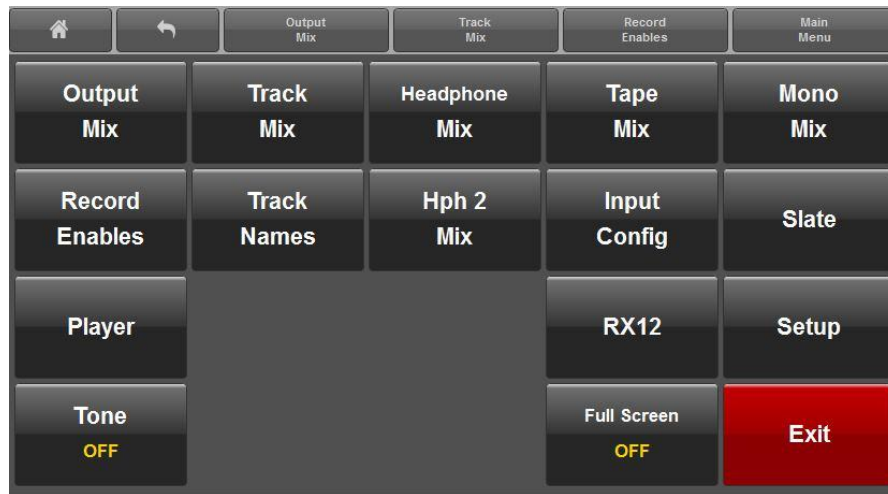 Output
Mix
Track
Mix
Record
Enables
Main
Menu
Output
Mix
Track
Mix
Headphone
Mix
Tape
Mix
Mono
Mix
Record
Enables
Track
Names
Hph 2
Mix
Input
Config
Slate
Player
RX12
Setup
Tone
OFF
Full Screen
OFF
Exit